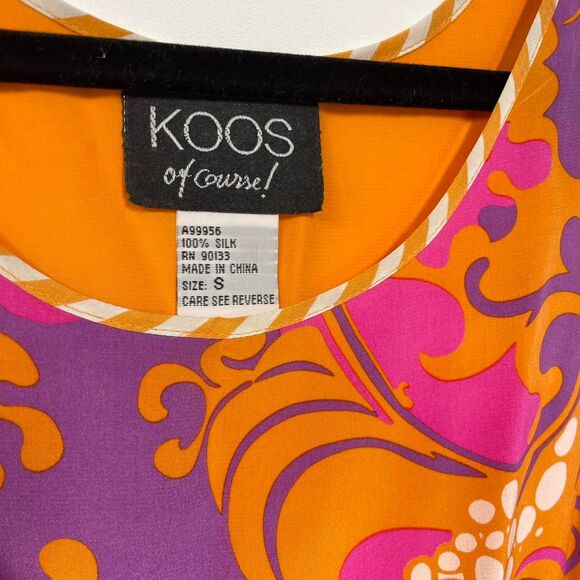 KOOS
of course!
A99956
100% SILK
RN 90133
MADE IN CHINA
SIZE: S
CARE SEE REVERSE